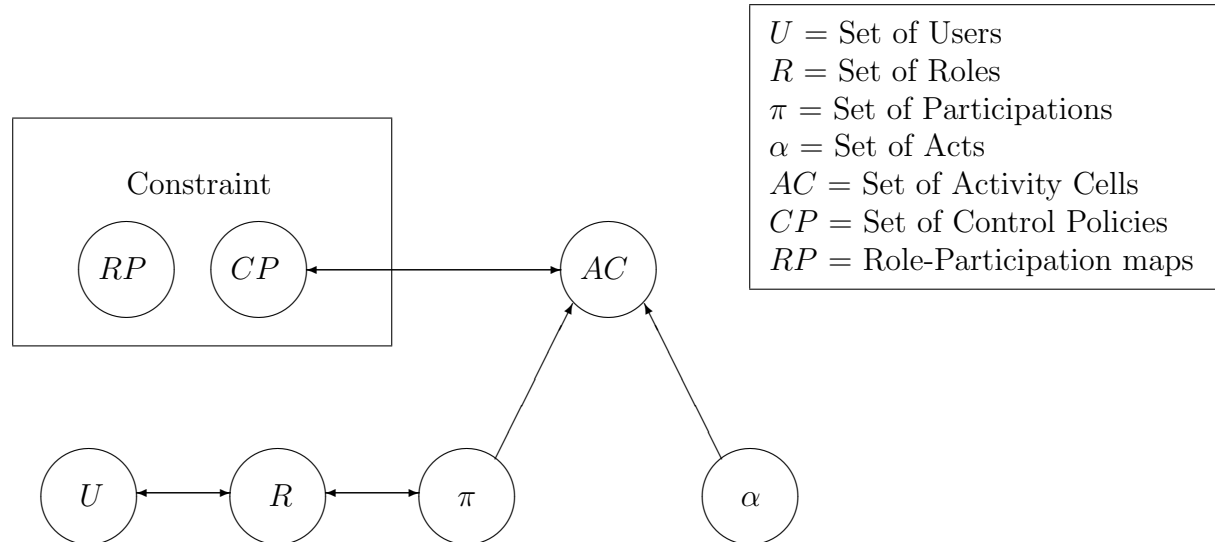 U = Set of Users
R = Set of Roles
π = Set of Participations
α = Set of Acts
AC = Set of Activity Cells
CP = Set of Control Policies
RP = Role-Participation maps
Constraint
RP CP AC
U R π α